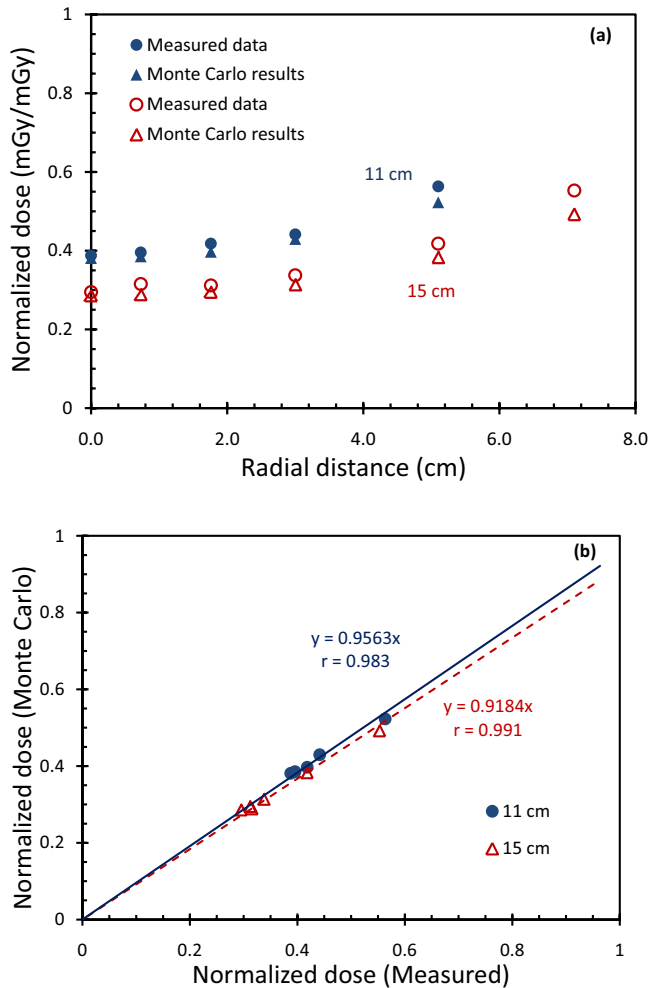 1
(a)
Measured data
Monte Carlo results
Measured data
Monte Carlo results
0.8
0.6
11 cm
0.4
15 cm
0.2
0
0.0 2.0 4.0 6.0 8.0
Normalized dose (mGy/mGy)
Radial distance (cm)
1
(b)
0.8
y = 0.9563x
r = 0.983
0.6
y = 0.9184x
r = 0.991
0.4
11 cm
0.2
15 cm
0
0 0.2 0.4 0.6 0.8 1
Normalized dose (Monte Carlo)
Normalized dose (Measured)